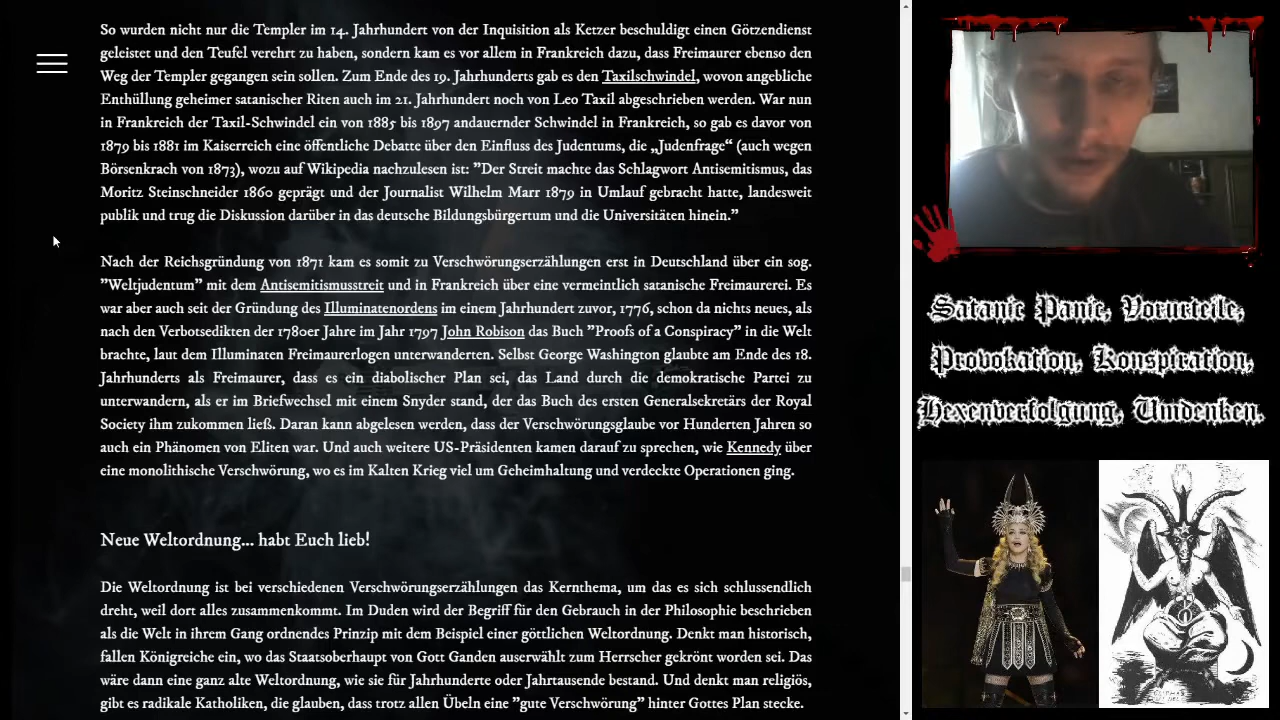 So wurden nicht nur die Templer im 14. Jahrhundert von der Inquisition als Ketzer beschuldigt einen Götzendienst
geleistet und den Teufel verehrt zu haben, sondern kam es vor allem in Frankreich dazu, dass Freimaurer ebenso den
Weg der Templer gegangen sein sollen. Zum Ende des 19. Jahrhunderts gab es den Taxilschwindel, wovon angebliche
Enthüllung geheimer satanischer Riten auch im 21. Jahrhundert noch von Leo Taxil abgeschrieben werden. War nun
in Frankreich der Taxil-Schwindel ein von 1885 bis 1897 andauernder Schwindel in Frankreich, so gab es davor von
1879 bis 1881 im Kaiserreich eine öffentliche Debatte über den Einfluss des Judentums, die „Judenfrage“ (auch wegen
Börsenkrach von 1873), wozu auf Wikipedia nachzulesen ist: ”Der Streit machte das Schlagwort Antisemitismus, das
Moritz Steinschneider 1860 geprägt und der Journalist Wilhelm Marr 1879 in Umlauf gebracht hatte, landesweit
publik und trug die Diskussion darüber in das deutsche Bildungsbürgertum und die Universitäten hinein.”
Nach der Reichsgründung von 1871 kam es somit zu Verschwörungserzählungen erst in Deutschland über ein sog.
”Weltjudentum” mit dem Antisemitismusstreit und in Frankreich über eine vermeintlich satanische Freimaurerei. Es
war aber auch seit der Gründung des Illuminatenordens im einem Jahrhundert zuvor, 1776, schon da nichts neues, als
nach den Verbotsedikten der 1780er Jahre im Jahr 1797 John Robison das Buch ”Proofs of a Conspiracy” in die Welt
brachte, laut dem Illuminaten Freimaurerlogen unterwanderten. Selbst George Washington glaubte am Ende des 18.
Jahrhunderts als Freimaurer, dass es ein diabolischer Plan sei, das Land durch die demokratische Partei zu
unterwandern, als er im Briefwechsel mit einem Snyder stand, der das Buch des ersten Generalsekretärs der Royal
Society ihm zukommen ließ. Daran kann abgelesen werden, dass der Verschwörungsglaube vor Hunderten Jahren so
auch ein Phänomen von Eliten war. Und auch weitere US-Präsidenten kamen darauf zu sprechen, wie Kennedy über
eine monolithische Verschwörung, wo es im Kalten Krieg viel um Geheimhaltung und verdeckte Operationen ging.
Neue Weltordnung... habt Euch lieb!
Die Weltordnung ist bei verschiedenen Verschwörungserzählungen das Kernthema, um das es sich schlussendlich
dreht, weil dort alles zusammenkommt. Im Duden wird der Begriff für den Gebrauch in der Philosophie beschrieben
als die Welt in ihrem Gang ordnendes Prinzip mit dem Beispiel einer göttlichen Weltordnung. Denkt man historisch,
fallen Königreiche ein, wo das Staatsoberhaupt von Gott Ganden auserwählt zum Herrscher gekrönt worden sei. Das
wäre dann eine ganz alte Weltordnung, wie sie für Jahrhunderte oder Jahrtausende bestand. Und denkt man religiös,
gibt es radikale Katholiken, die glauben, dass trotz allen Übeln eine ”gute Verschwörung” hinter Gottes Plan stecke.
Satanic Panic, Vorurteile,
Provokation, Konspiration,
Hexenverfolgung, Umdenken.